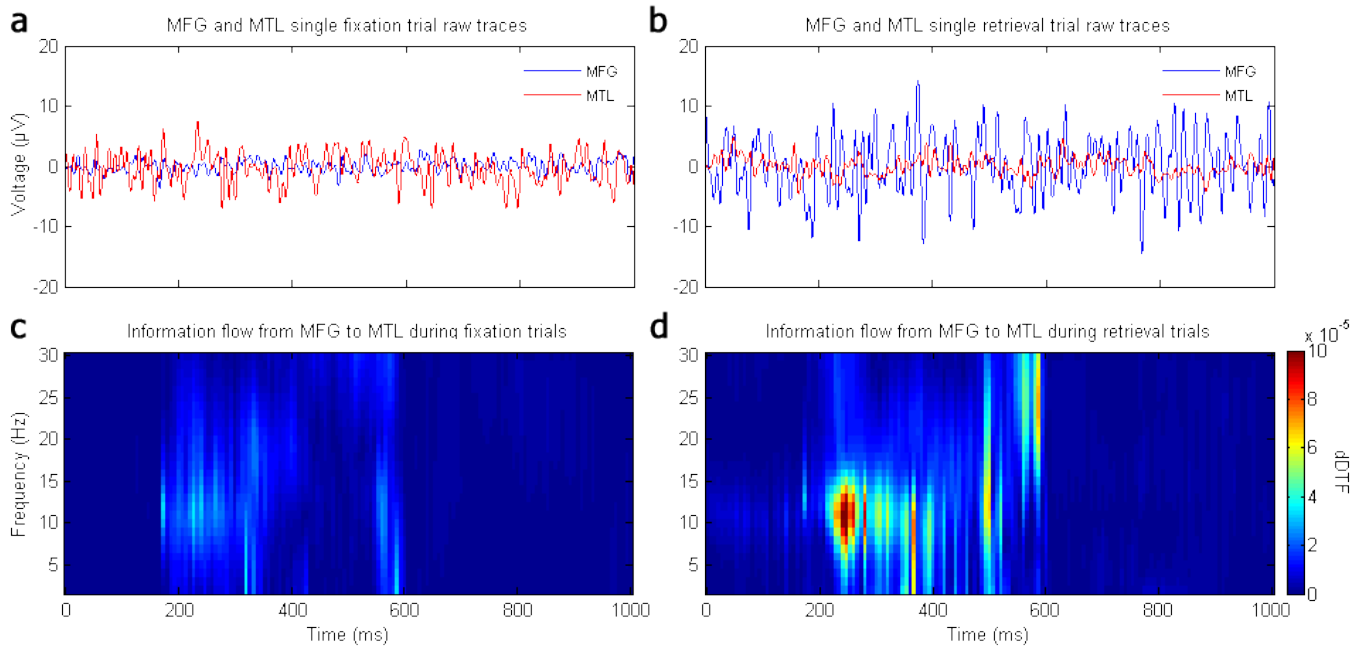 a
MFG and MTL single fixation trial raw traces
b
MFG and MTL single retrieval trial raw traces
20
10
0
-10
-20
Voltage (µV)
MFG
MTL
20
10
0
-10
-20
MFG
MTL
c
Information flow from MFG to MTL during fixation trials
d
Information flow from MFG to MTL during retrieval trials
30
25
20
15
10
5
Frequency (Hz)
0
200
400
600
800
1000
Time (ms)
30
25
20
15
10
5
0
200
400
600
800
1000
Time (ms)
x 10⁻⁵
10
8
6
4
2
0
dDTF